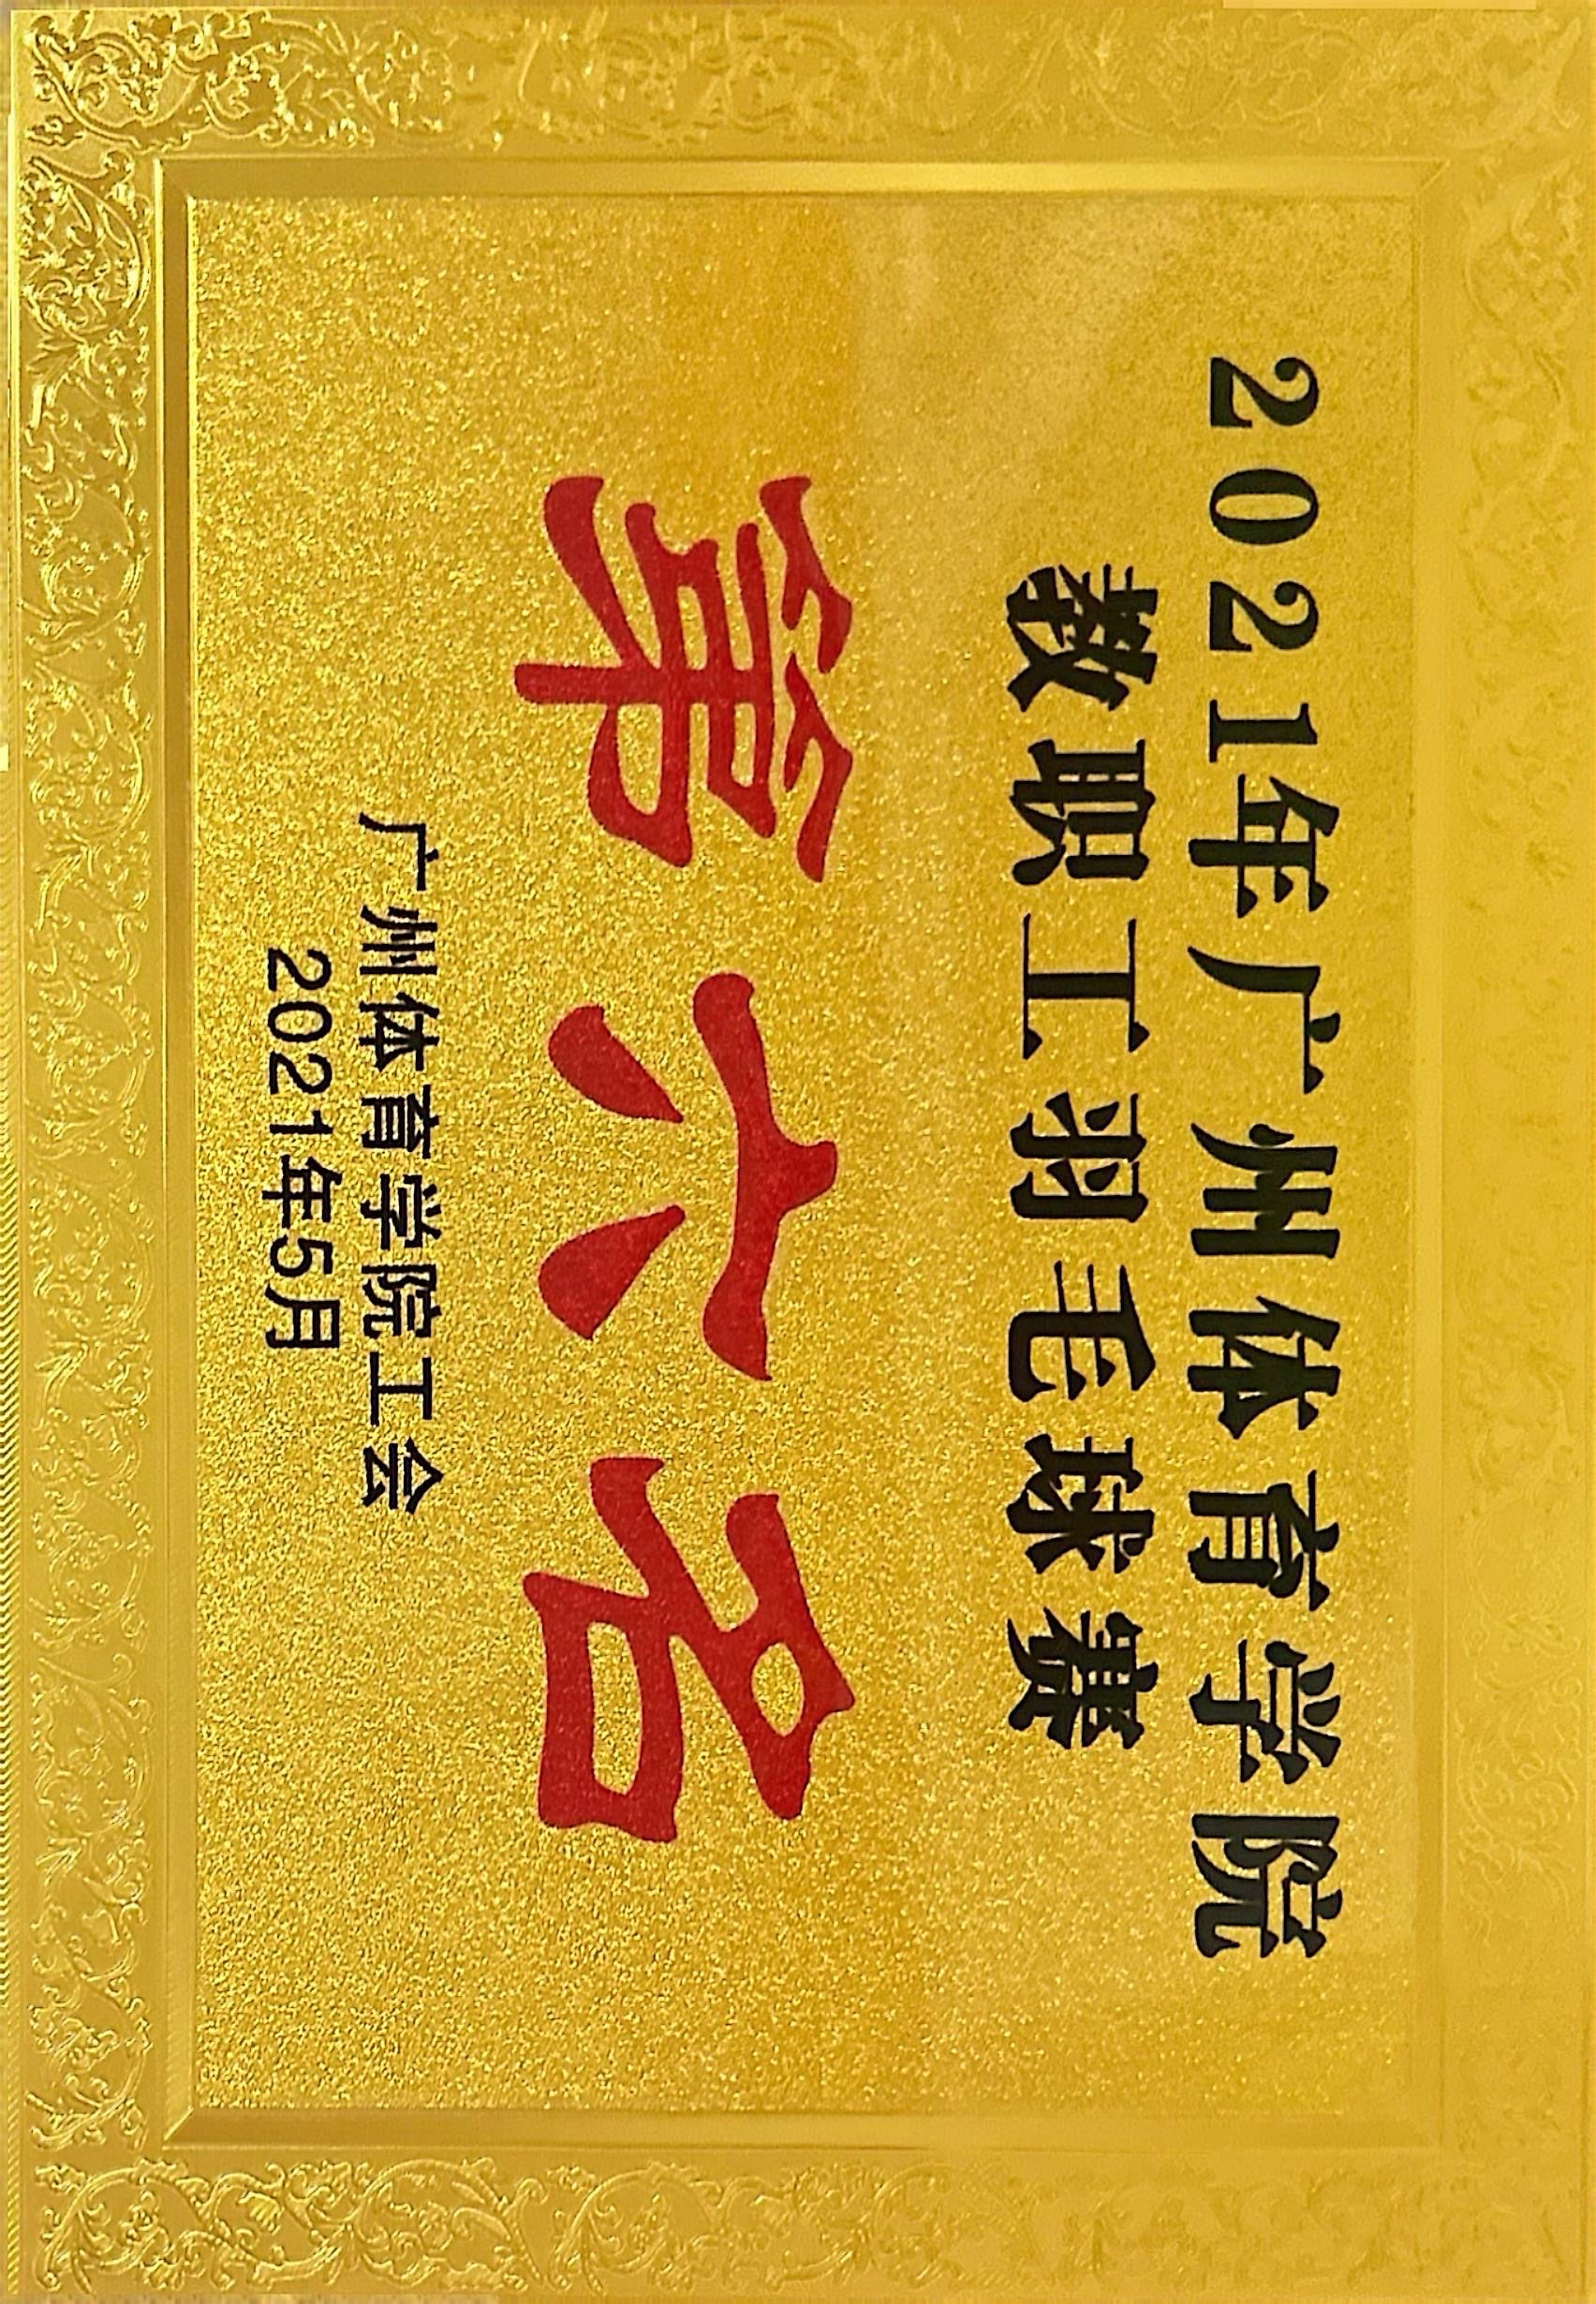 2021年广州体育学院
教职工羽毛球赛
第六名
广州体育学院工会
2021年5月